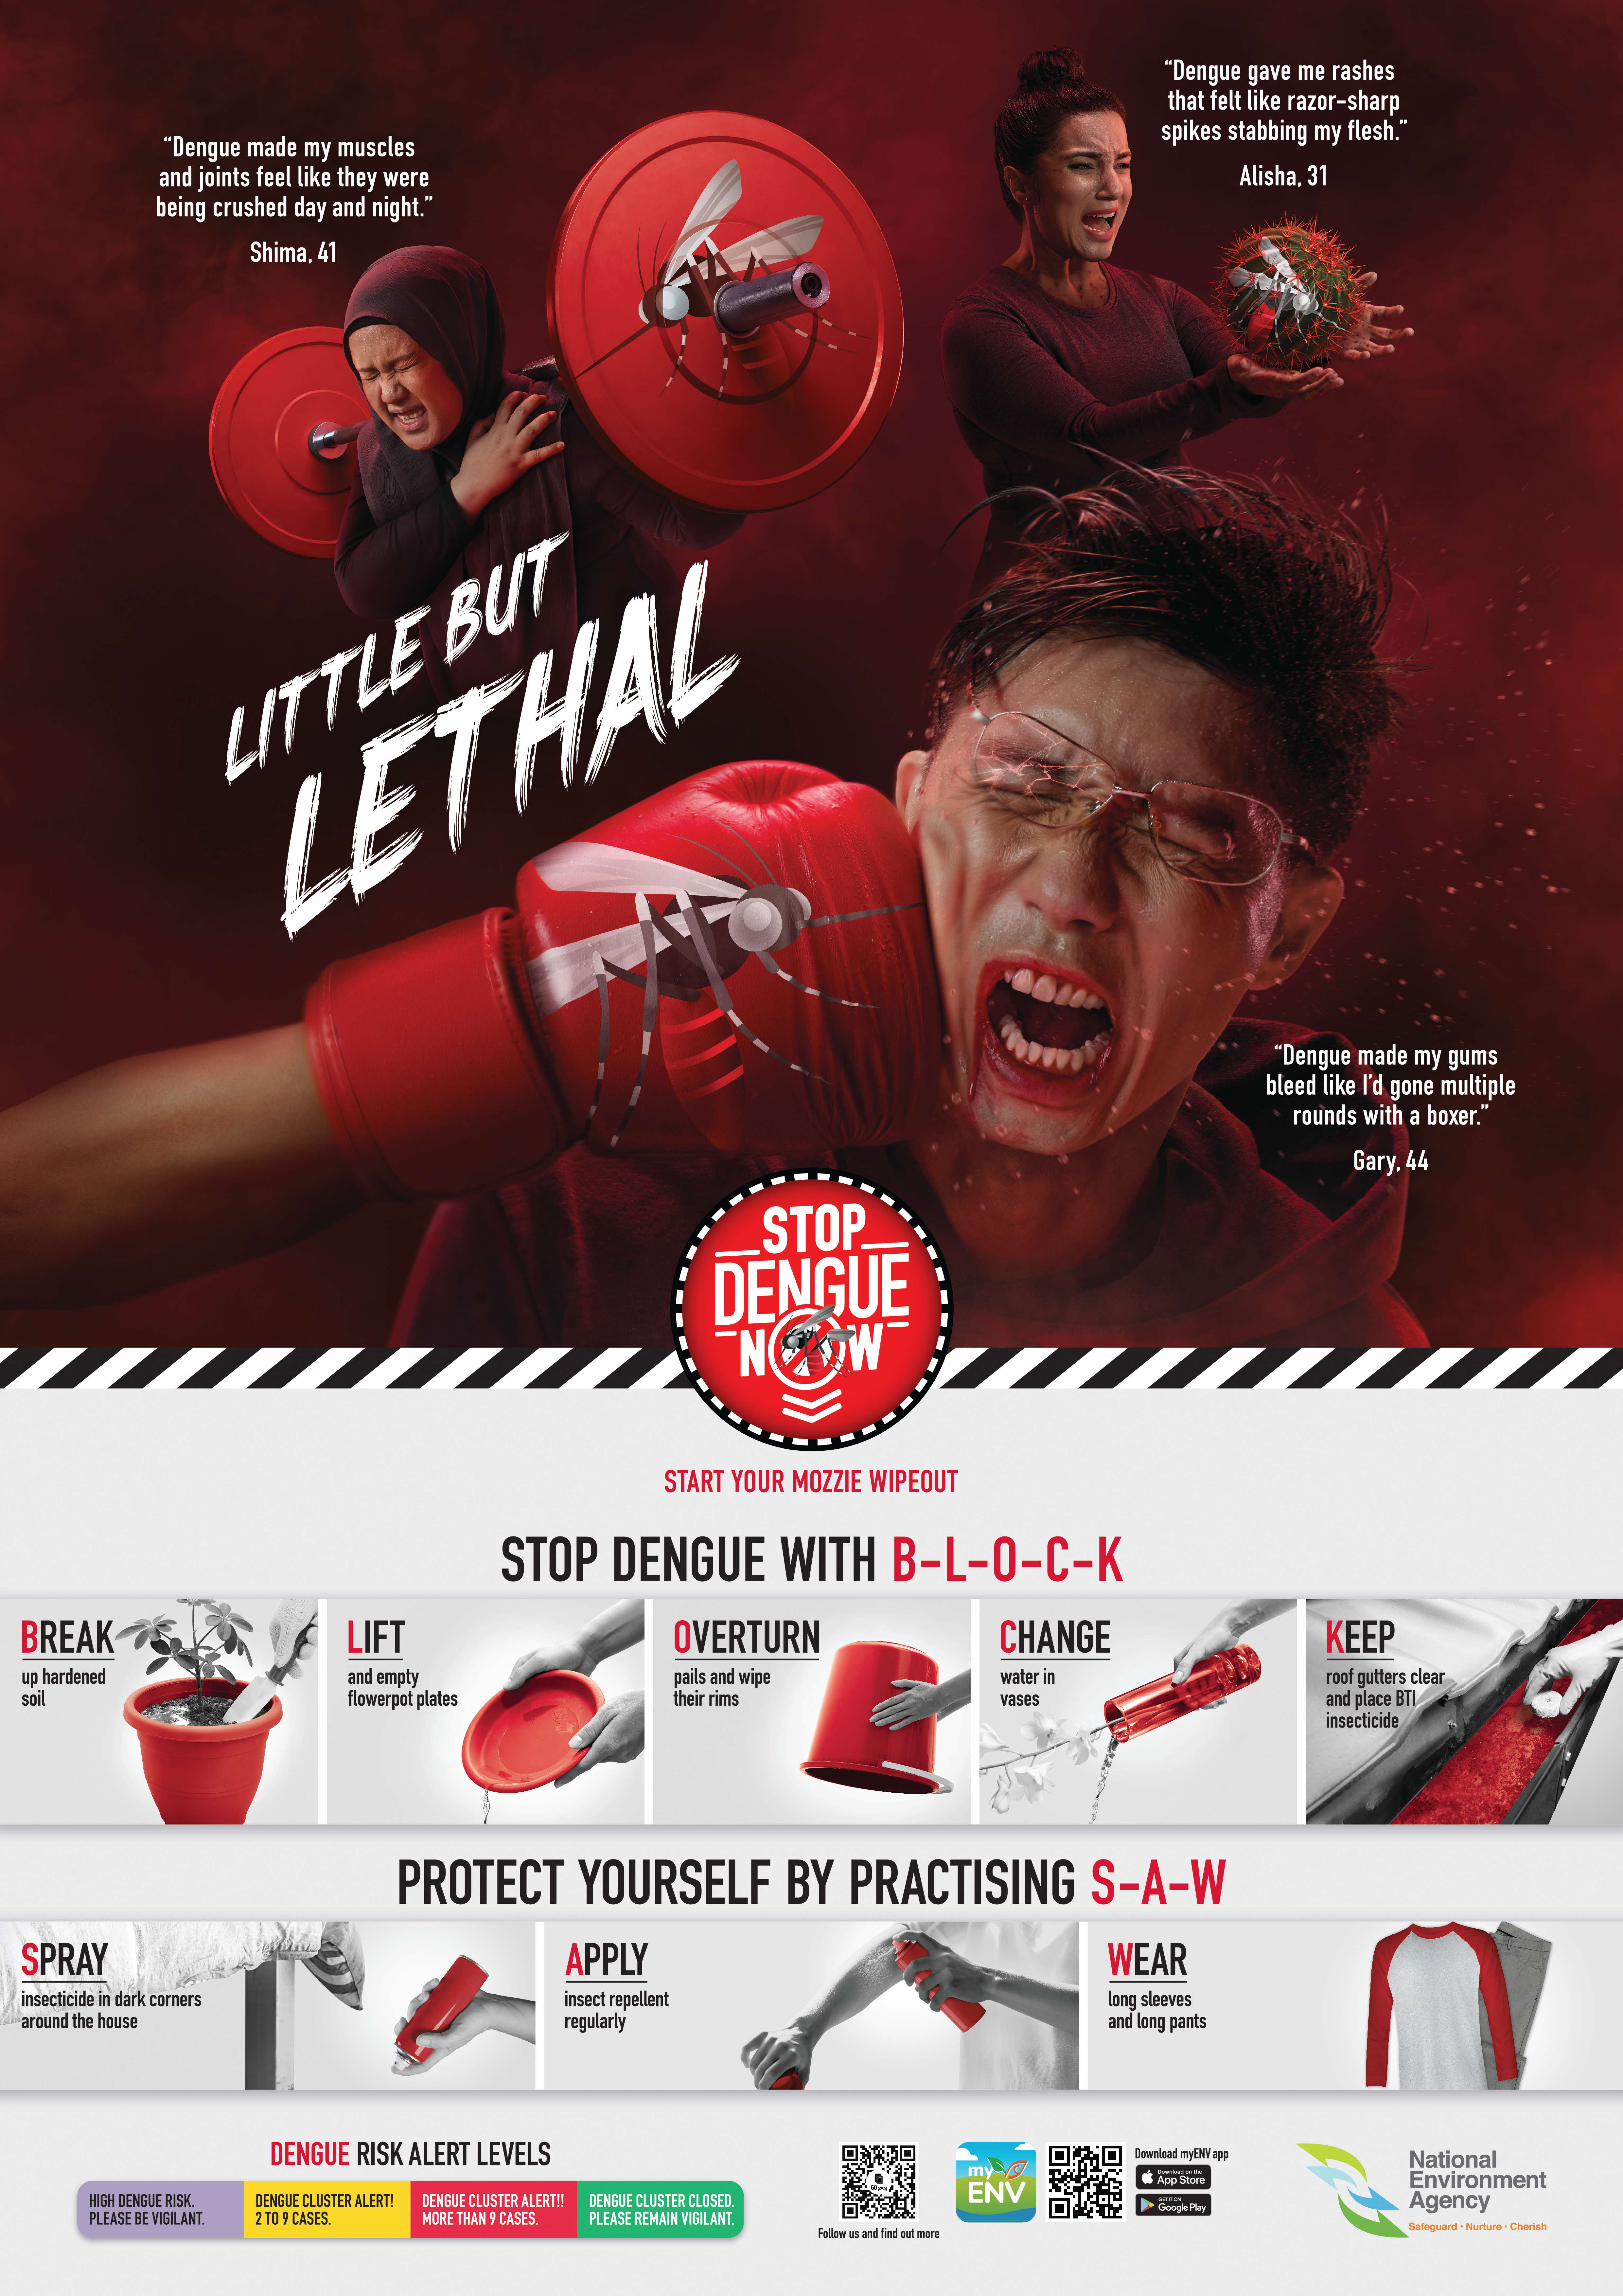 “Dengue gave me rashes
that felt like razor-sharp
spikes stabbing my flesh.”
Alisha, 31
“Dengue made my muscles
and joints feel like they were
being crushed day and night.”
Shima, 41
LITTLE BUT
LETHAL
“Dengue made my gums
bleed like I’d gone multiple
rounds with a boxer.”
Gary, 44
STOP
DENGUE
NOW
START YOUR MOZZIE WIPEOUT
STOP DENGUE WITH B-L-O-C-K
BREAK
up hardened
soil
LIFT
and empty
flowerpot plates
OVERTURN
pails and wipe
their rims
CHANGE
water in
vases
KEEP
roof gutters clear
and place BTI
insecticide
PROTECT YOURSELF BY PRACTISING S-A-W
SPRAY
insecticide in dark corners
around the house
APPLY
insect repellent
regularly
WEAR
long sleeves
and long pants
DENGUE RISK ALERT LEVELS
HIGH DENGUE RISK.
PLEASE BE VIGILANT.
DENGUE CLUSTER ALERT!
2 TO 9 CASES.
DENGUE CLUSTER ALERT!!
MORE THAN 9 CASES.
DENGUE CLUSTER CLOSED.
PLEASE REMAIN VIGILANT.
Follow us and find out more
my
ENV
Download myENV app
Download on the
App Store
GET IT ON
Google Play
National
Environment
Agency
Safeguard · Nurture · Cherish